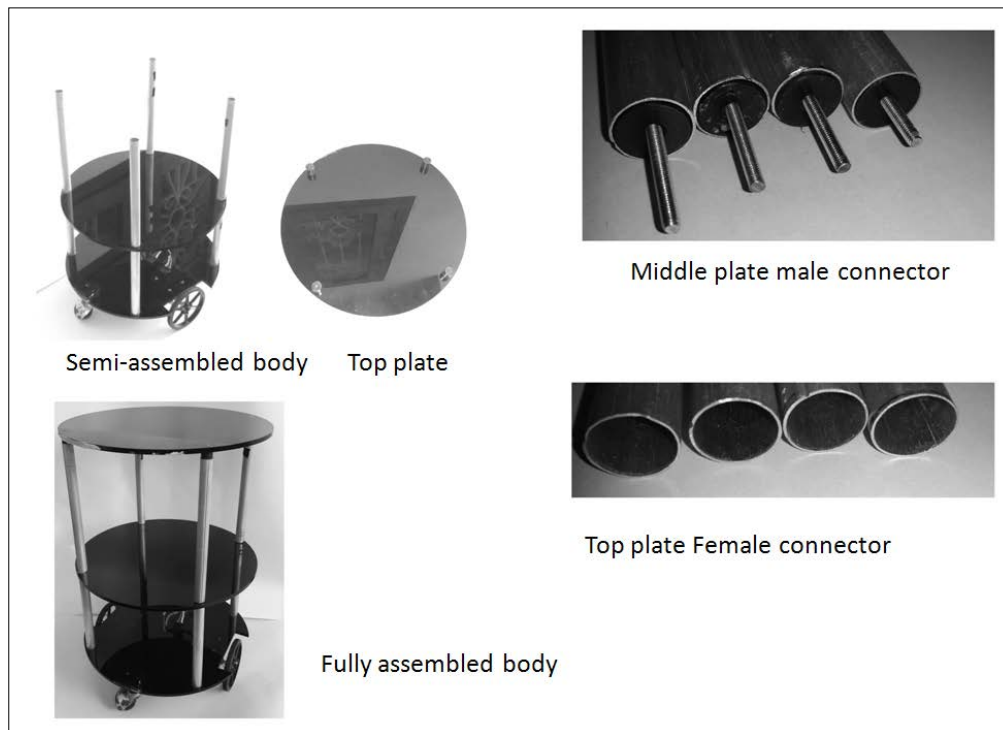 Middle plate male connector
Semi-assembled body
Top plate
Top plate Female connector
Fully assembled body